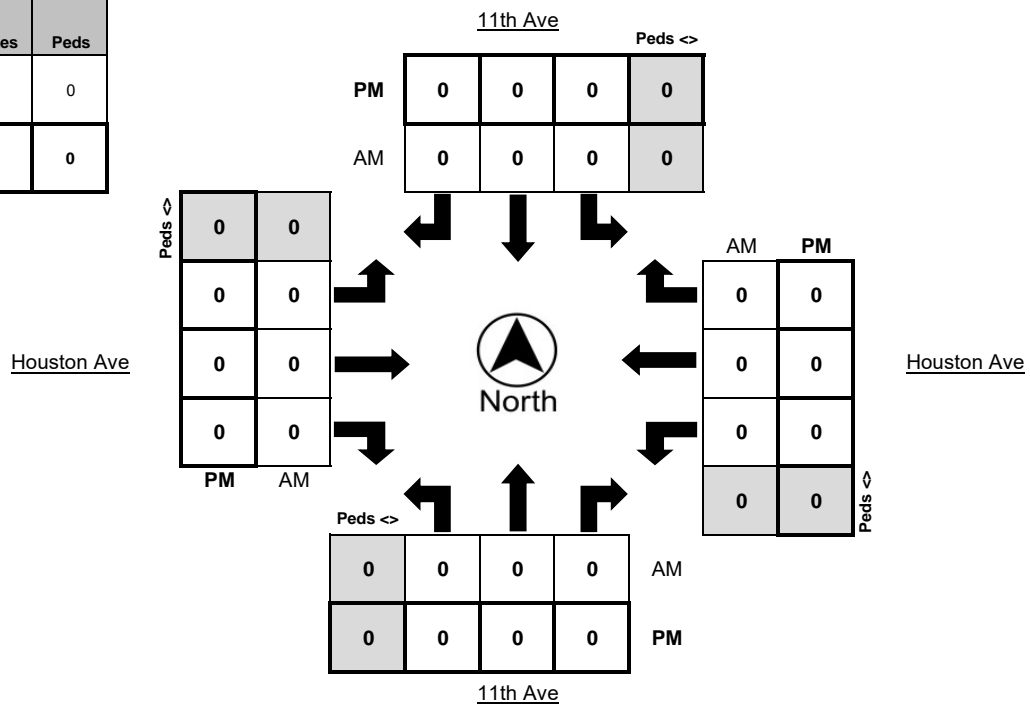 11th Ave
es Peds
Peds <>
PM 0 0 0 0
0
AM 0 0 0 0
0
Peds <>
0 0
AM PM
0 0
0 0
Houston Ave
0 0
0 0
Houston Ave
North
0 0
0 0
PM AM
0 0
Peds <>
Peds <>
0 0 0 0 AM
0 0 0 0 PM
11th Ave